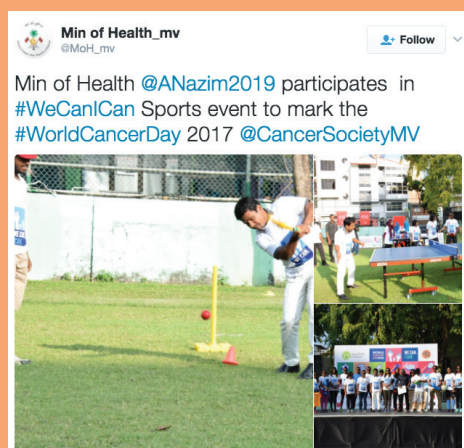 Min of Health_mv
@MoH_mv
Follow
Min of Health @ANazim2019 participates in
#WeCanICan Sports event to mark the
#WorldCancerDay 2017 @CancerSocietyMV